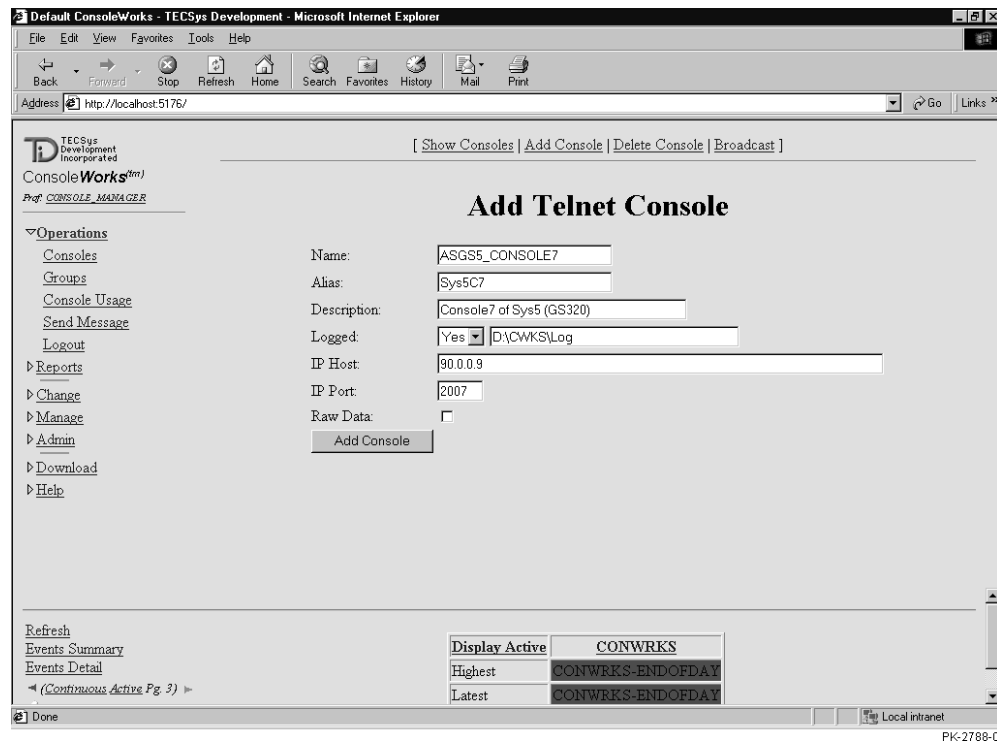 Default ConsoleWorks - TECSys Development - Microsoft Internet Explorer
File Edit View Favorites Tools Help
Back Forward Stop Refresh Home Search Favorites History Mail Print
Address http://localhost:5176/ Go Links »
TECSys
Development
Incorporated
ConsoleWorks(tm)
Prof: CONSOLE_MANAGER
Operations
Consoles
Groups
Console Usage
Send Message
Logout
Reports
Change
Manage
Admin
Download
Help
[ Show Consoles | Add Console | Delete Console | Broadcast ]
Add Telnet Console
Name: ASGS5_CONSOLE7
Alias: Sys5C7
Description: Console7 of Sys5 (GS320)
Logged: Yes D:\CWKS\Log
IP Host: 90.0.0.9
IP Port: 2007
Raw Data:
Add Console
Refresh
Events Summary
Events Detail
(Continuous Active Pg. 3)
Display Active CONWRKS
Highest CONWRKS-ENDOFDAY
Latest CONWRKS-ENDOFDAY
Done Local intranet